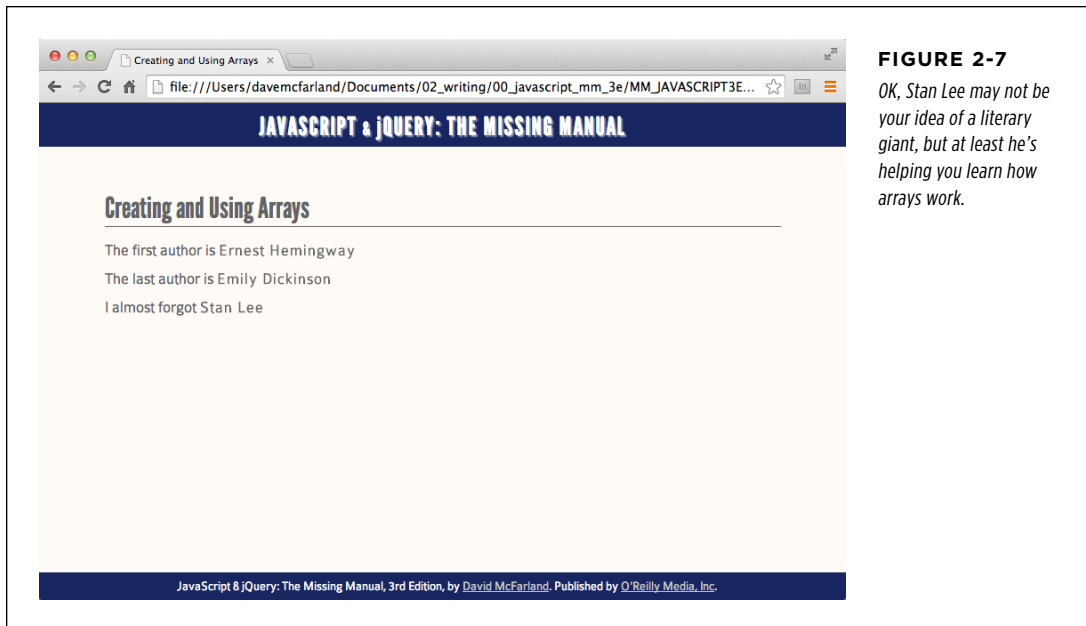 Creating and Using Arrays
file:///Users/davemcfarland/Documents/02_writing/00_javascript_mm_3e/MM_JAVASCRIPT3E...
JAVASCRIPT & jQUERY: THE MISSING MANUAL
Creating and Using Arrays
The first author is Ernest Hemingway
The last author is Emily Dickinson
I almost forgot Stan Lee
JavaScript & jQuery: The Missing Manual, 3rd Edition, by David McFarland. Published by O'Reilly Media, Inc.
FIGURE 2-7
OK, Stan Lee may not be
your idea of a literary
giant, but at least he's
helping you learn how
arrays work.